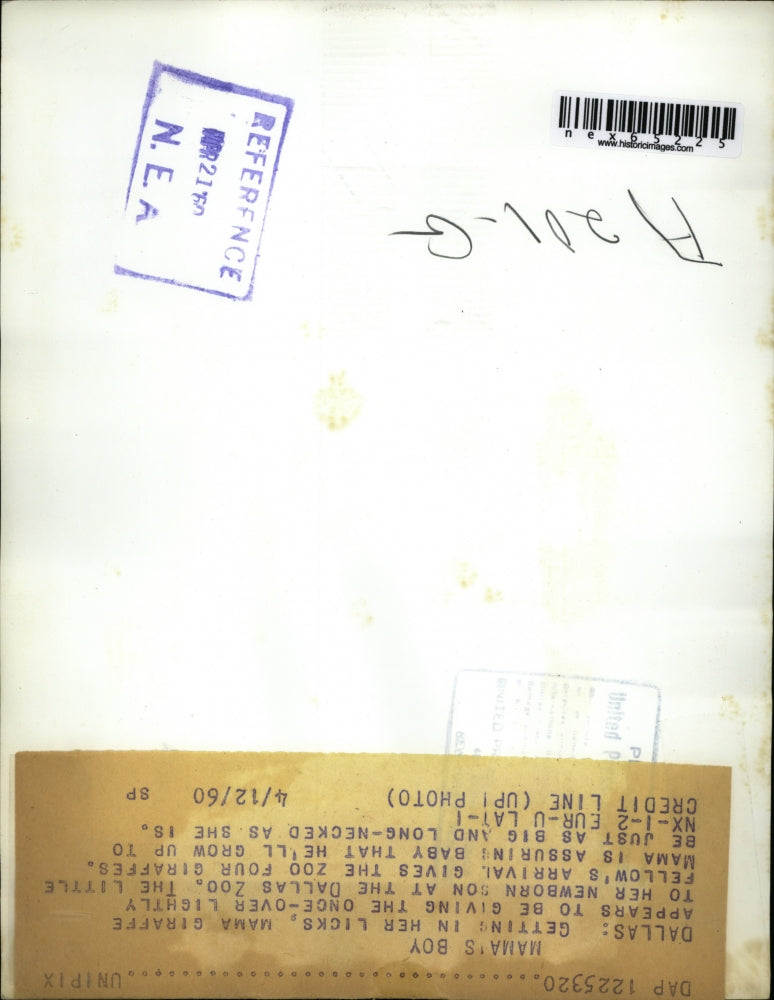 REFERENCE
APR 21 '60
N.E.A
nex65225
www.historicimages.com
A201-G
United P
DAP 1225320..........................UNIPIX
MAMA'S BOY
DALLAS: GETTING IN HER LICKS, MAMA GIRAFFE
APPEARS TO BE GIVING THE ONCE-OVER LIGHTLY
TO HER NEWBORN SON AT THE DALLAS ZOO. THE LITTLE
FELLOW'S ARRIVAL GIVES THE ZOO FOUR GIRAFFES.
MAMA IS ASSURING BABY THAT HE'LL GROW UP TO
BE JUST AS BIG AND LONG-NECKED AS SHE IS.
NX-1-2 EUR-U LAT-1
CREDIT LINE (UPI PHOTO) 4/12/60 SP